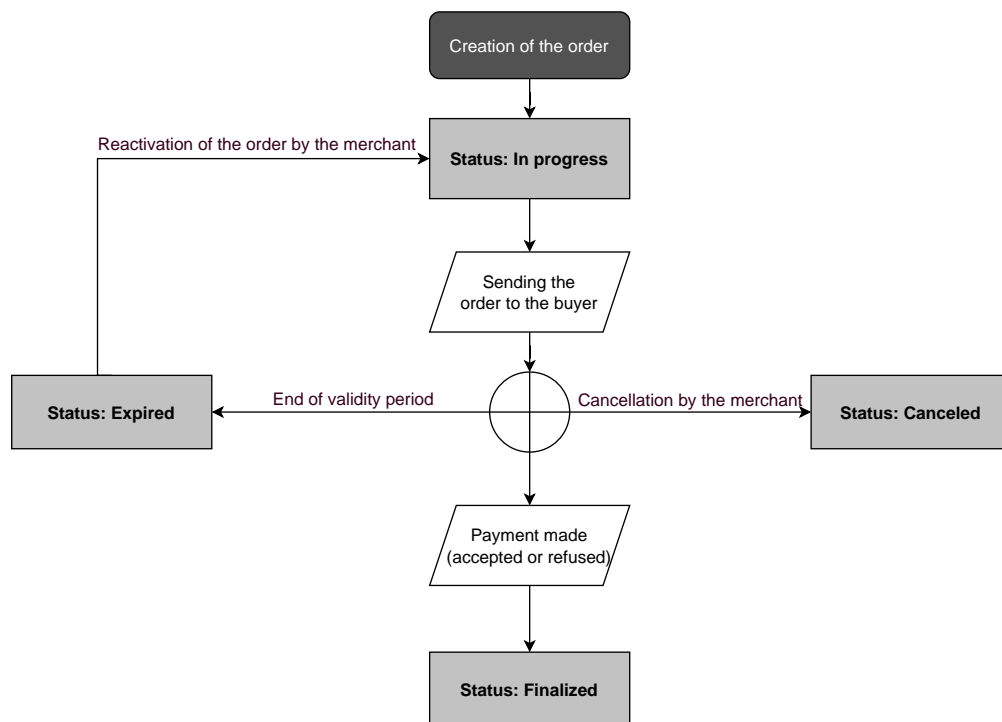 Creation of the order
Reactivation of the order by the merchant
Status: In progress
Sending the
order to the buyer
Status: Expired
End of validity period
Cancellation by the merchant
Status: Canceled
Payment made
(accepted or refused)
Status: Finalized